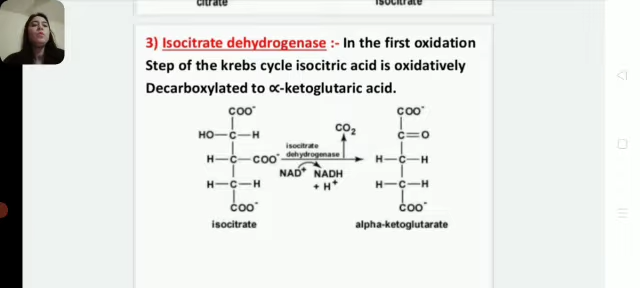 citrate isocitrate
3) Isocitrate dehydrogenase :- In the first oxidation
Step of the krebs cycle isocitric acid is oxidatively
Decarboxylated to ∝-ketoglutaric acid.
COO⁻ COO⁻
HO—C—H CO₂ C=O
isocitrate
H—C—COO⁻ dehydrogenase H—C—H
NAD⁺ NADH
H—C—H + H⁺ H—C—H
COO⁻ COO⁻
isocitrate alpha-ketoglutarate